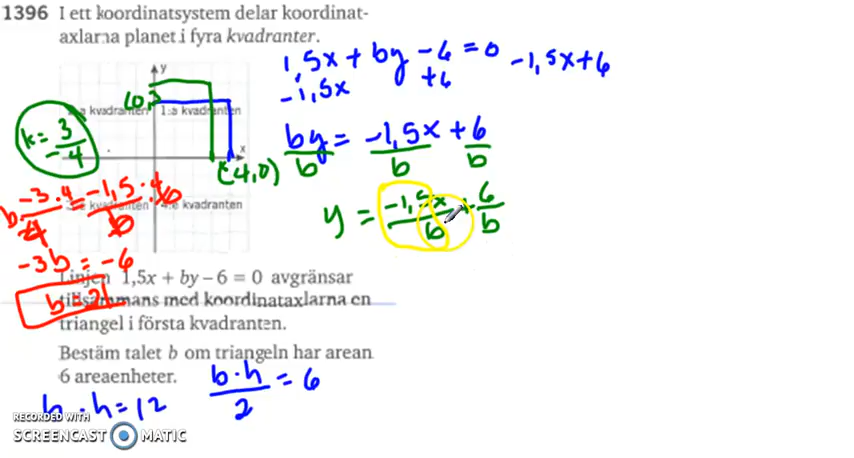 1396 I ett koordinatsystem delar koordinat-
axlarna planet i fyra kvadranter.
1,5x + by - 6 = 0 -1,5x+6
-1,5x +6
y
(0,3) kvadranten 1:a kvadranten
x
(4,0)
k = 3/-4
by/b = -1,5x/b + 6/b
-3·4/4 = -1,5·4/b
kvadranten
y = -1,5x/b + 6/b
-3b = -6
b = 2
Linjen 1,5x + by − 6 = 0 avgränsar
tillsammans med koordinataxlarna en
triangel i första kvadranten.
Bestäm talet b om triangeln har arean
6 areaenheter.
b·h/2 = 6
b·h = 12
RECORDED WITH
SCREENCAST MATIC